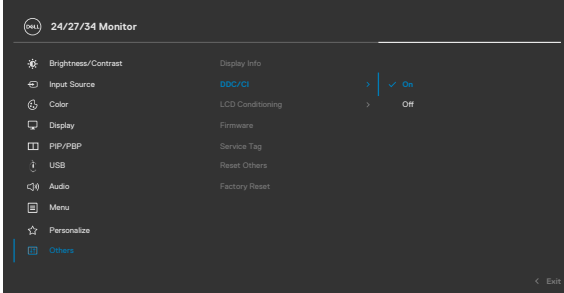 DELL 24/27/34 Monitor
Brightness/Contrast Display Info
Input Source DDC/CI > On
Color LCD Conditioning > Off
Display Firmware
PIP/PBP Service Tag
USB Reset Others
Audio Factory Reset
Menu
Personalize
Others
< Exit